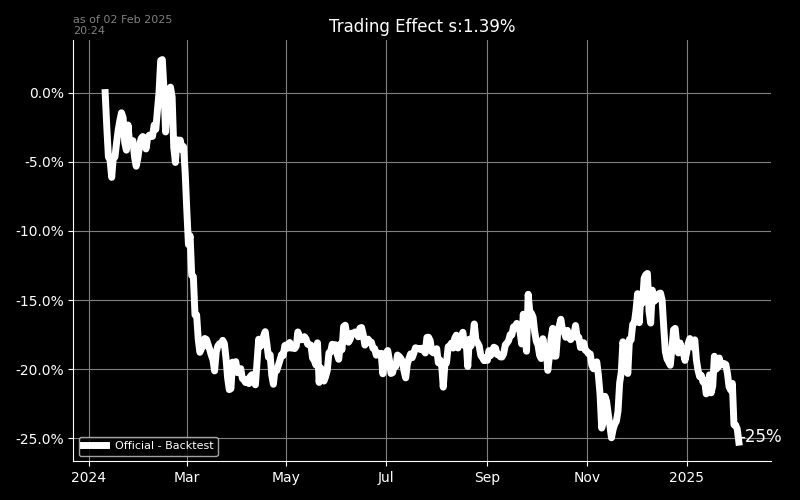 as of 02 Feb 2025
20:24
Trading Effect s:1.39%
0.0%
-5.0%
-10.0%
-15.0%
-20.0%
-25.0%
-25%
Official - Backtest
2024 Mar May Jul Sep Nov 2025